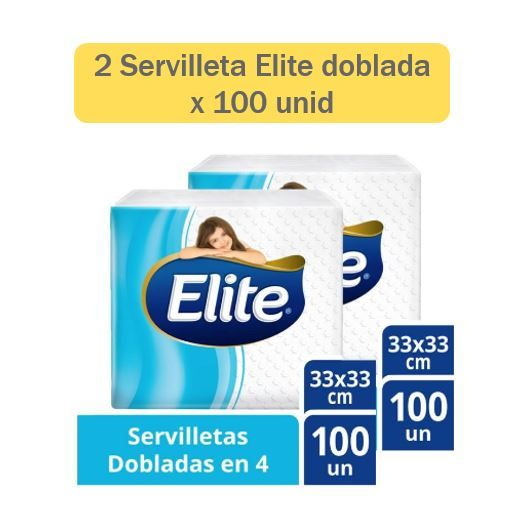 2 Servilleta Elite doblada
x 100 unid
Elite®
33x33
cm
100
un
33x33
cm
100
un
Servilletas
Dobladas en 4